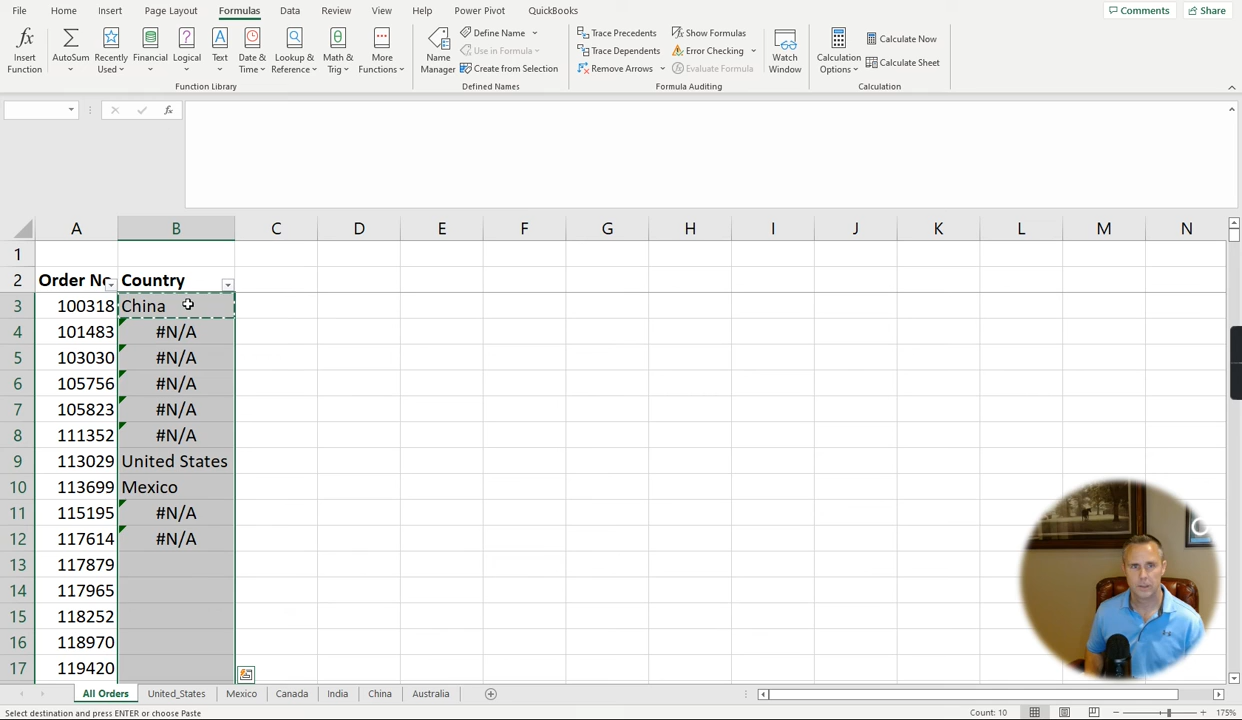 File Home Insert Page Layout Formulas Data Review View Help Power Pivot QuickBooks Comments Share
Insert Function
AutoSum
Recently Used
Financial
Logical
Text
Date & Time
Lookup & Reference
Math & Trig
More Functions
Function Library
Name Manager
Define Name
Use in Formula
Create from Selection
Defined Names
Trace Precedents
Trace Dependents
Remove Arrows
Show Formulas
Error Checking
Evaluate Formula
Formula Auditing
Watch Window
Calculation Options
Calculate Now
Calculate Sheet
Calculation
fx
A B C D E F G H I J K L M N
1
2 Order No Country
3 100318 China
4 101483 #N/A
5 103030 #N/A
6 105756 #N/A
7 105823 #N/A
8 111352 #N/A
9 113029 United States
10 113699 Mexico
11 115195 #N/A
12 117614 #N/A
13 117879
14 117965
15 118252
16 118970
17 119420
All Orders United_States Mexico Canada India China Australia
Select destination and press ENTER or choose Paste Count: 10 175%